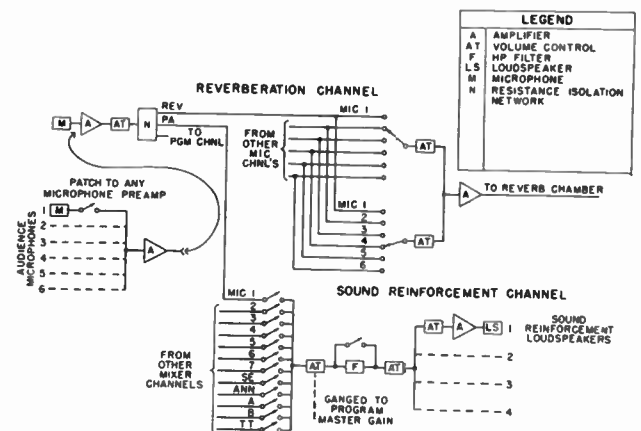 LEGEND
A AMPLIFIER
AT VOLUME CONTROL
F HP FILTER
LS LOUDSPEAKER
M MICROPHONE
N RESISTANCE ISOLATION
NETWORK
REVERBERATION CHANNEL
M A AT N
REV
PA
TO
PGM CHNL
MIC 1
FROM
OTHER
MIC
CHNL'S
AT
A TO REVERB CHAMBER
MIC 1
2
3
4
5
6
AT
PATCH TO ANY
MICROPHONE PREAMP
AUDIENCE
MICROPHONES
1 M
2
3
4
5
6
A
SOUND REINFORCEMENT CHANNEL
MIC 1
2
3
4
5
6
7
SE
ANN
A
B
TT
FROM
OTHER
MIXER
CHANNELS
AT F AT
GANGED TO
PROGRAM
MASTER GAIN
AT A LS 1
2
3
4
SOUND
REINFORCEMENT
LOUDSPEAKERS